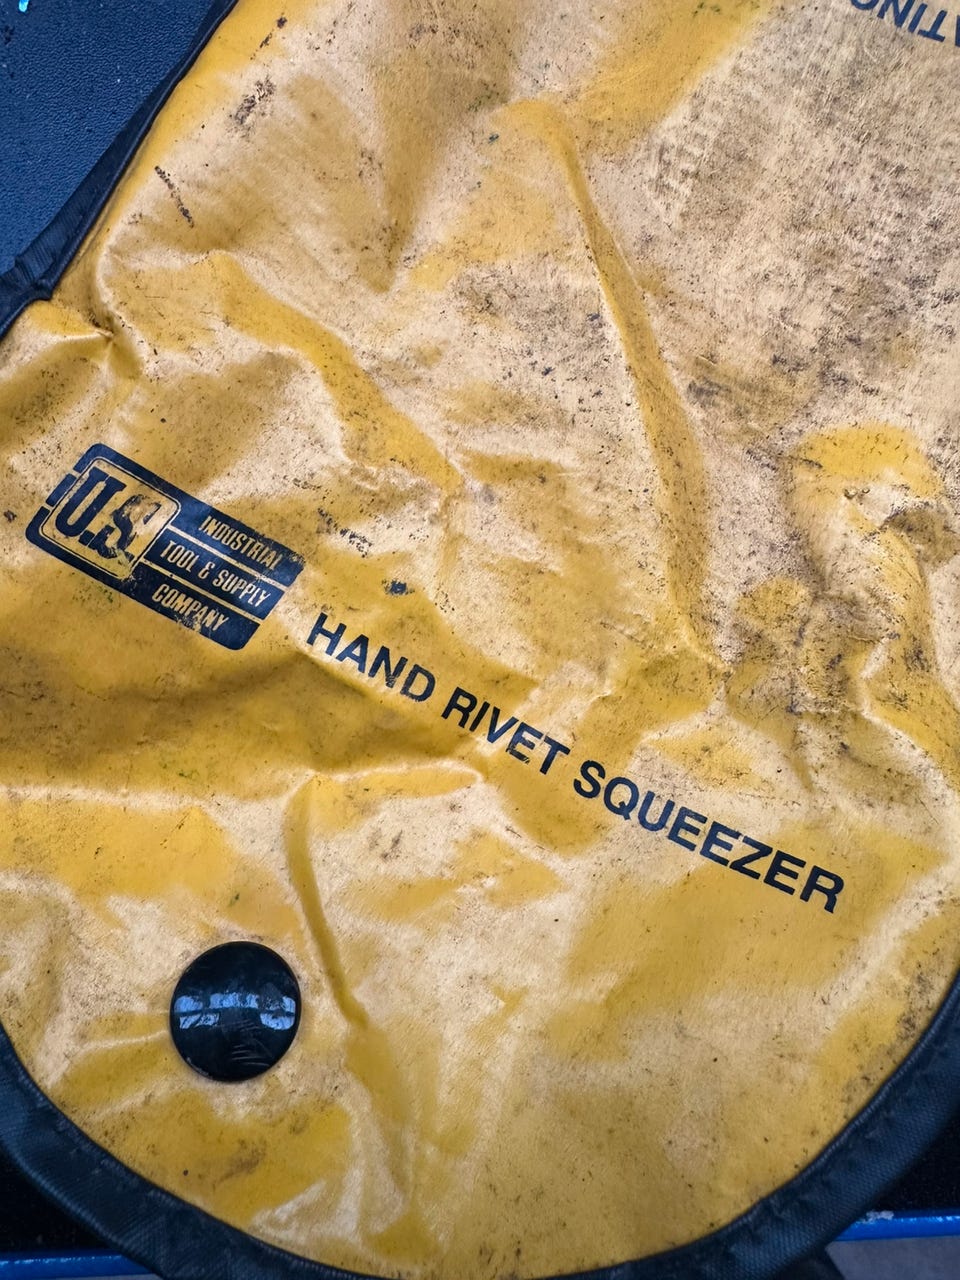 U.S.
INDUSTRIAL
TOOL & SUPPLY
COMPANY
HAND RIVET SQUEEZER